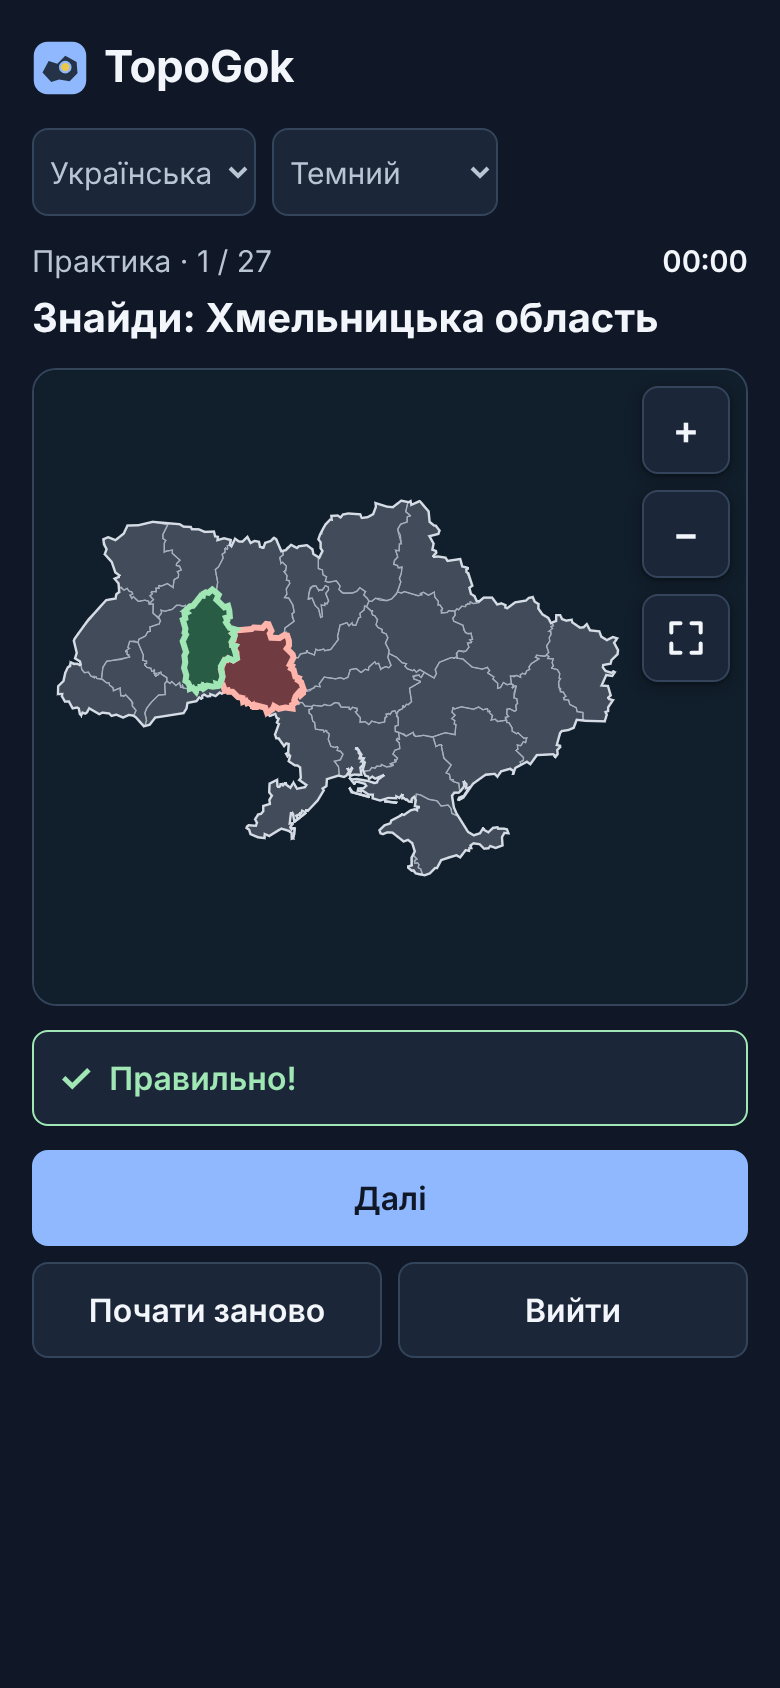 TopoGok
Українська
Темний
Практика · 1 / 27
00:00
Знайди: Хмельницька область
+
−
Правильно!
Далі
Почати заново
Вийти